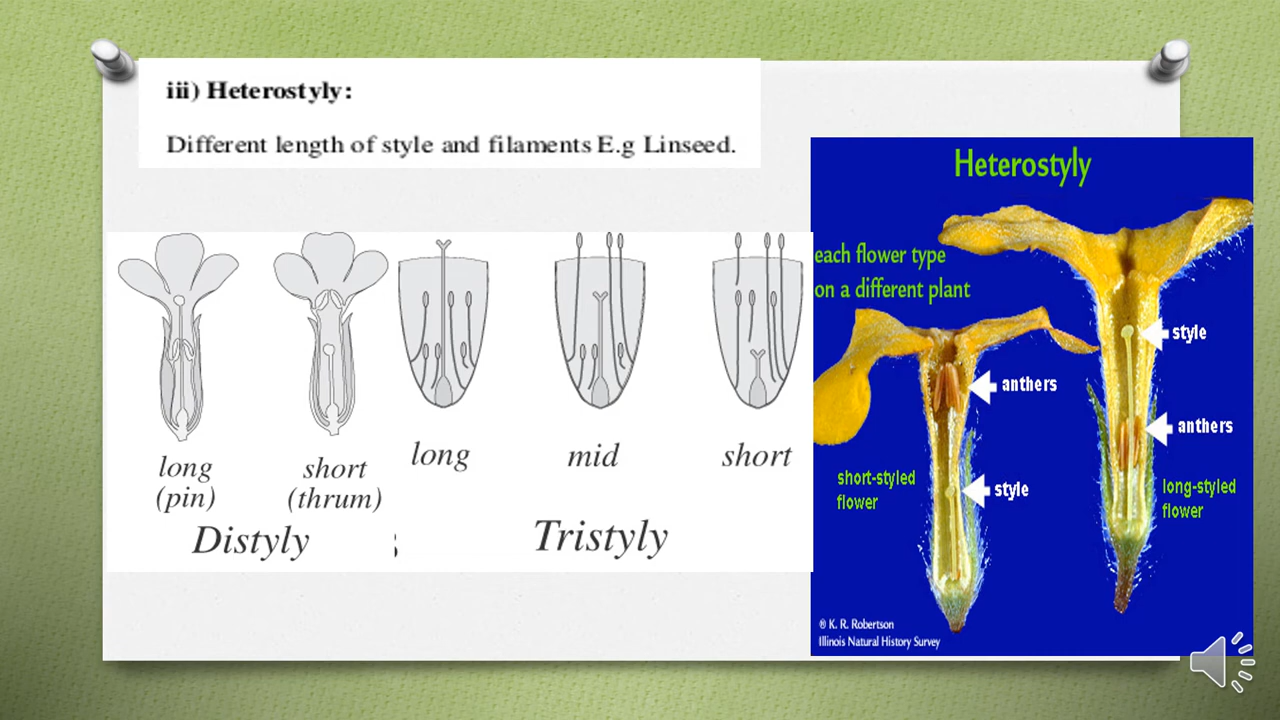 iii) Heterostyly:
Different length of style and filaments E.g Linseed.
long
(pin)
short
(thrum)
Distyly
;
long
mid
short
Tristyly
Heterostyly
each flower type
on a different plant
style
anthers
anthers
style
short-styled
flower
long-styled
flower
® K. R. Robertson
Illinois Natural History Survey